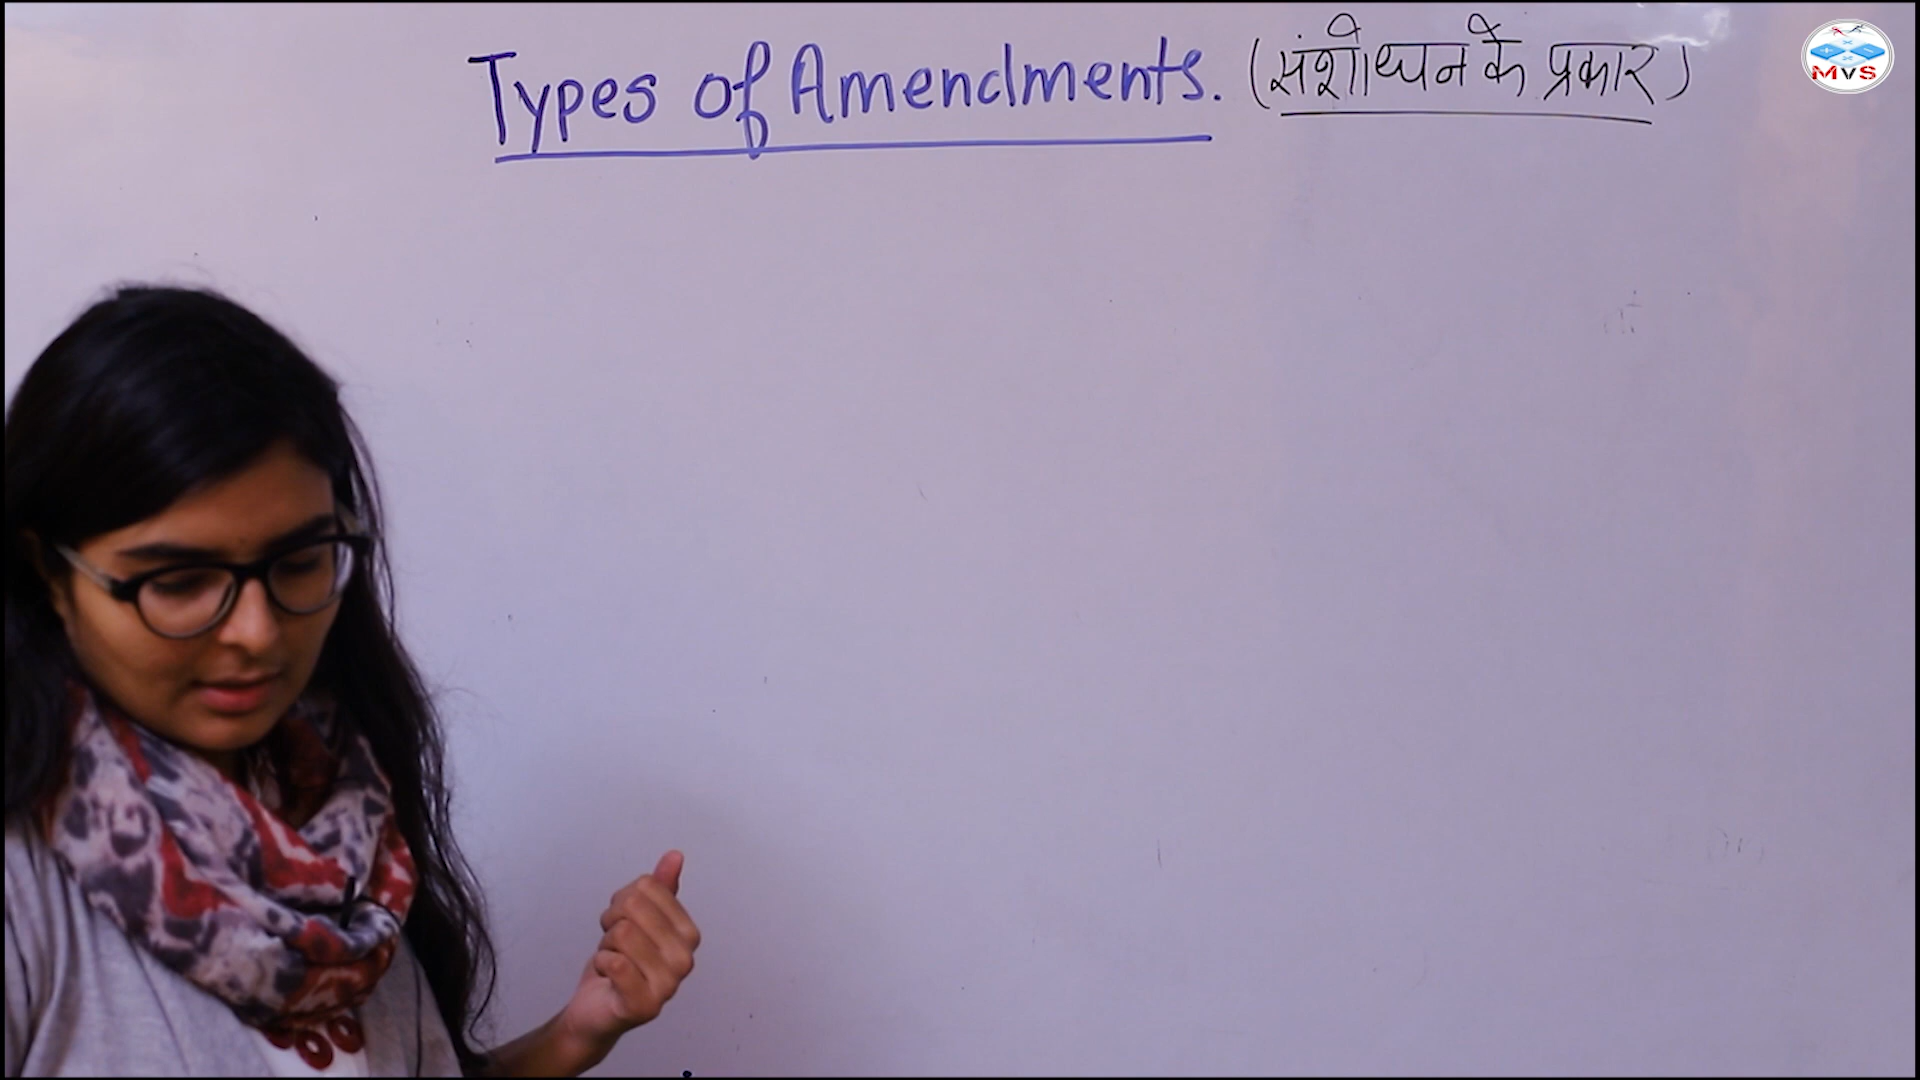 Types of Amendments. (संशोधन के प्रकार)
MVS